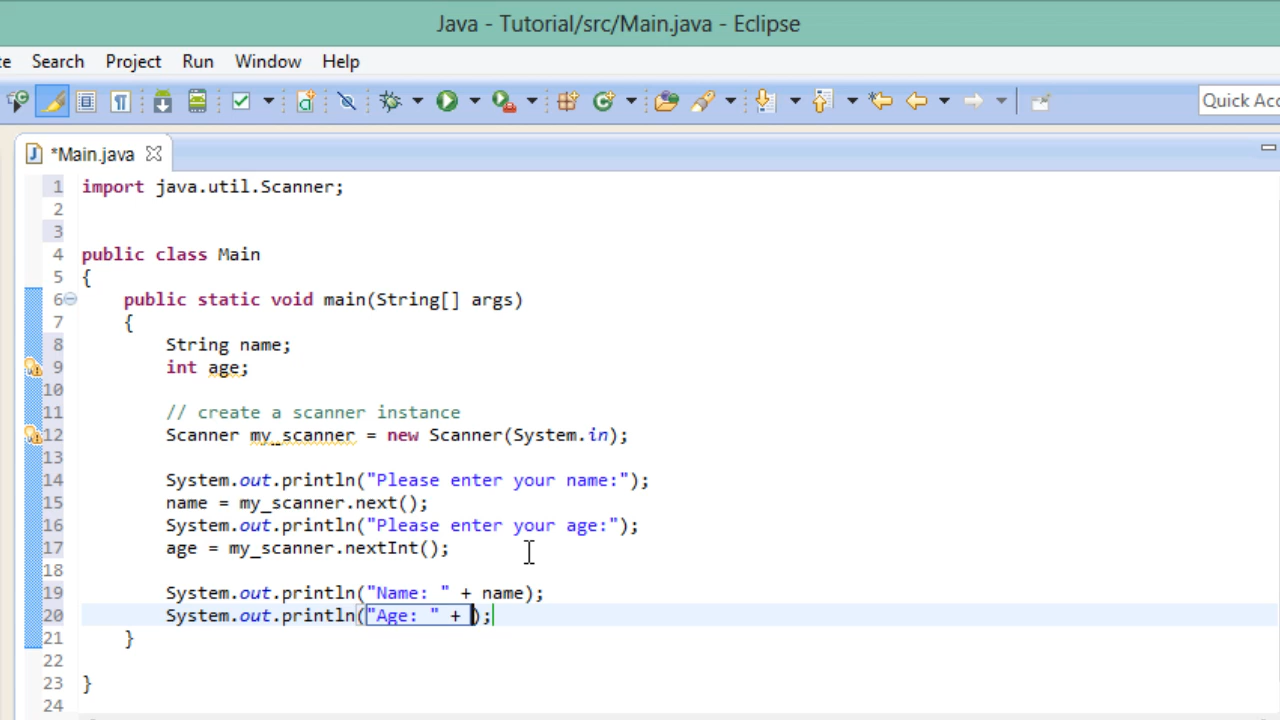 Java - Tutorial/src/Main.java - Eclipse
te Search Project Run Window Help
Quick Acc
*Main.java
1 import java.util.Scanner;
2
3
4 public class Main
5 {
6 public static void main(String[] args)
7 {
8 String name;
9 int age;
10
11 // create a scanner instance
12 Scanner my_scanner = new Scanner(System.in);
13
14 System.out.println("Please enter your name:");
15 name = my_scanner.next();
16 System.out.println("Please enter your age:");
17 age = my_scanner.nextInt();
18
19 System.out.println("Name: " + name);
20 System.out.println("Age: " + );
21 }
22
23 }
24